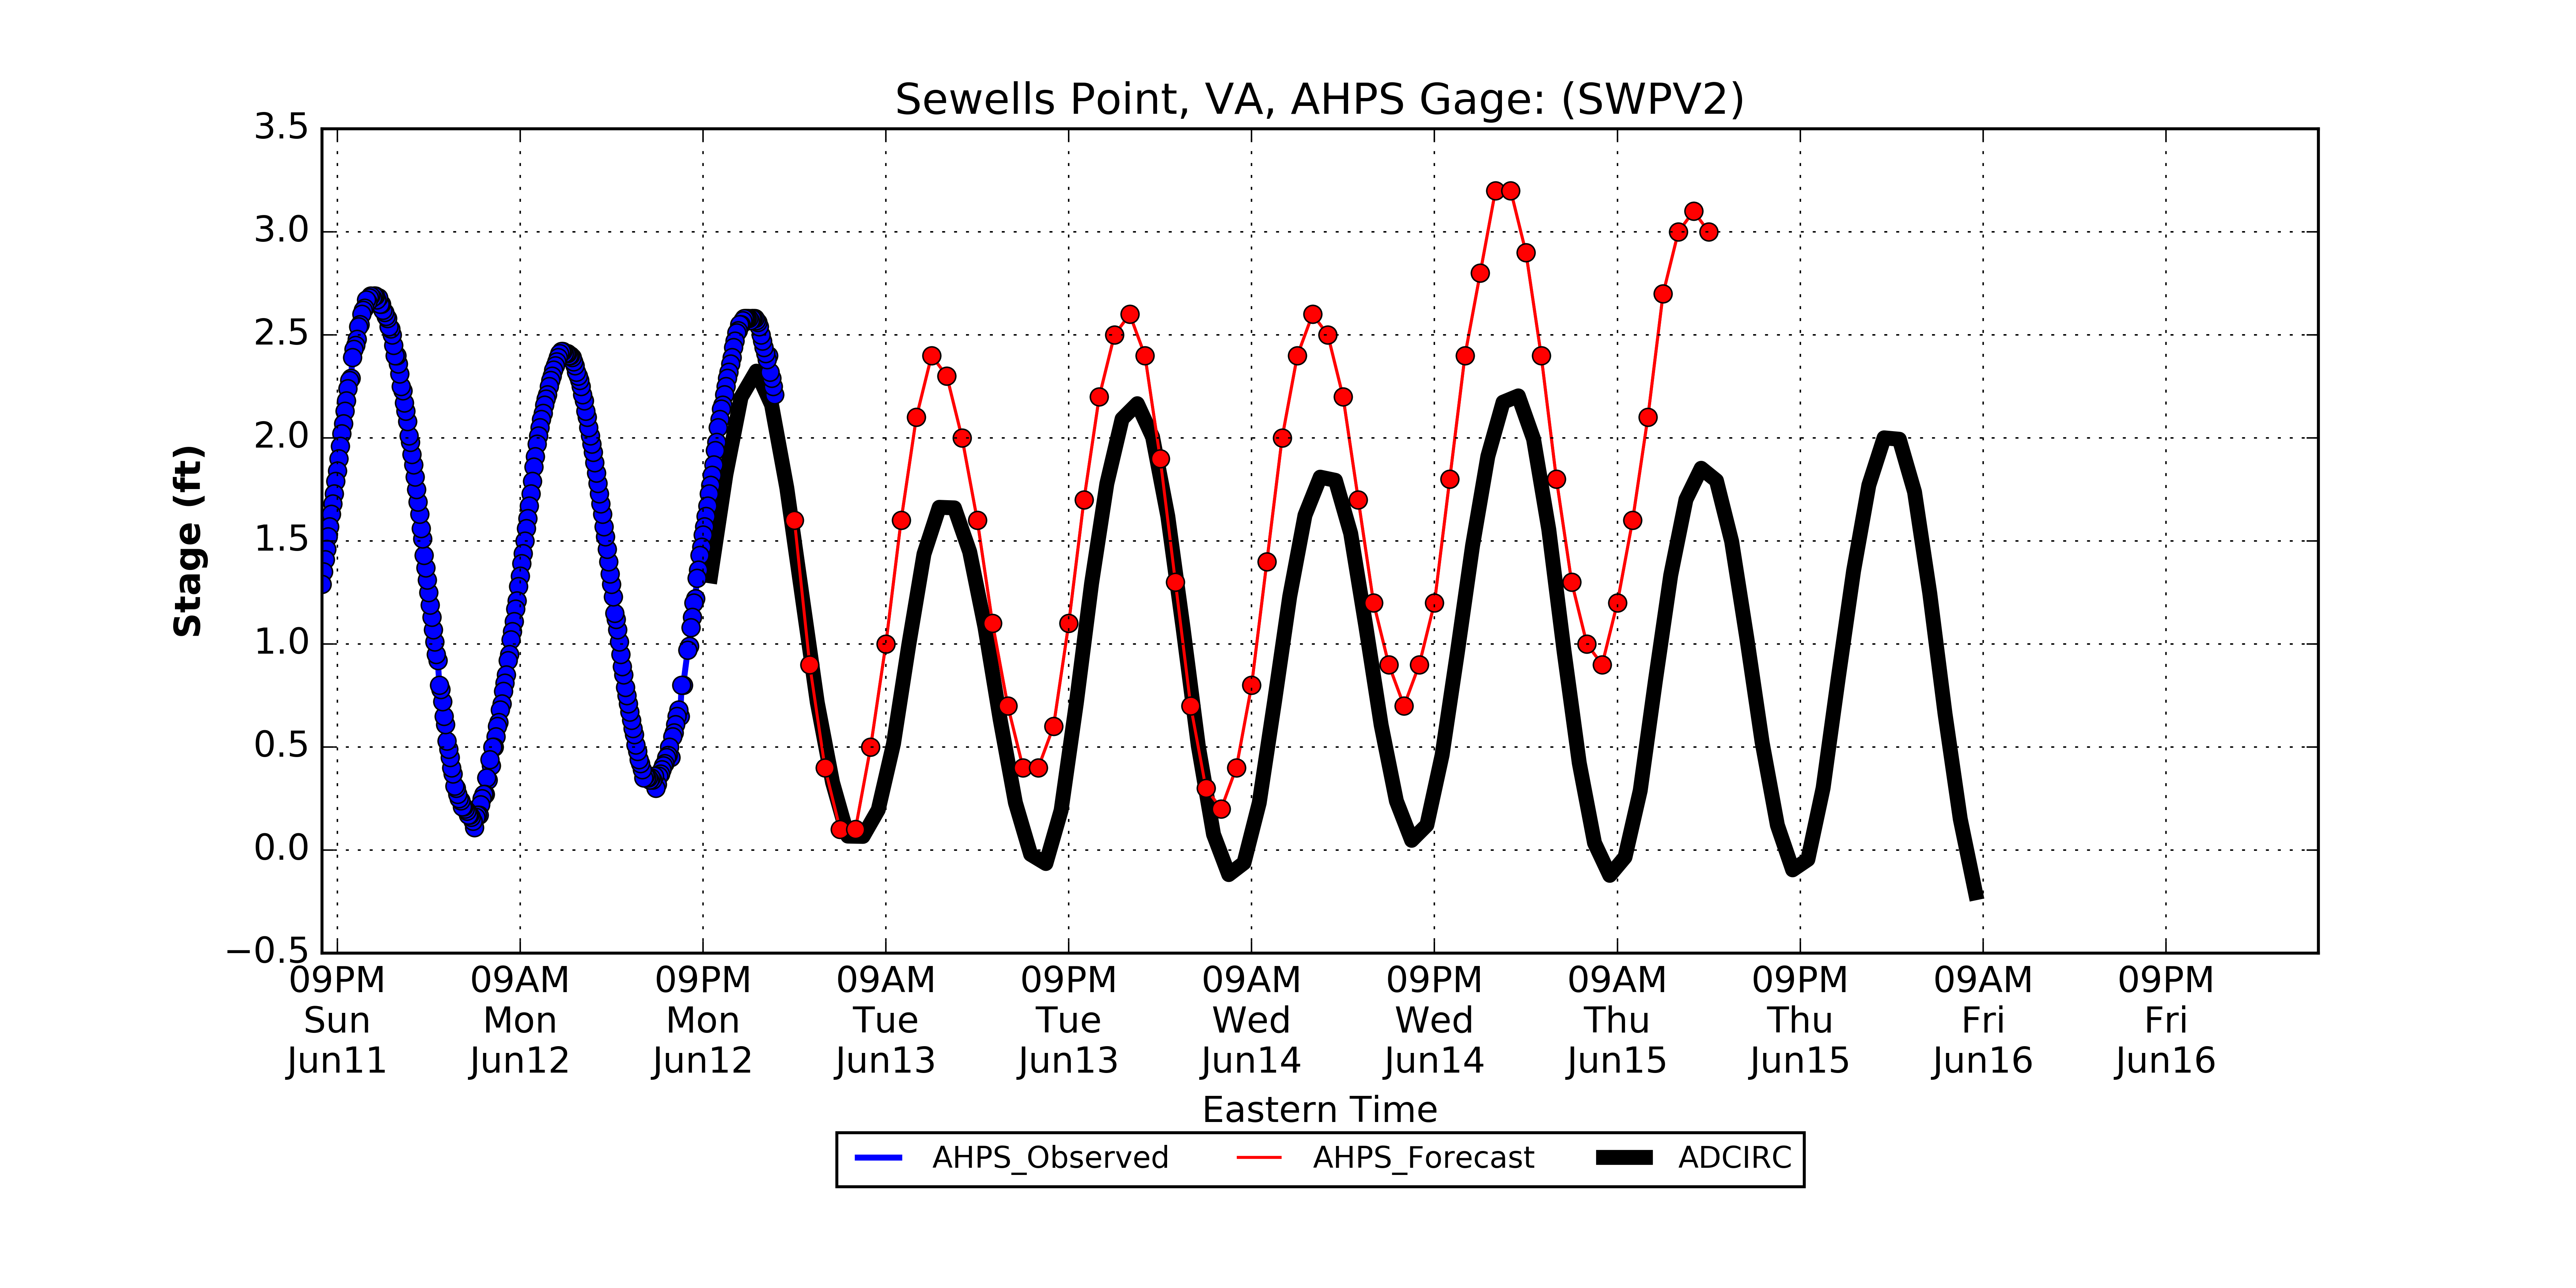 Sewells Point, VA, AHPS Gage: (SWPV2)
3.5
3.0
2.5
2.0
1.5
1.0
0.5
0.0
−0.5
Stage (ft)
09PM 09AM 09PM 09AM 09PM 09AM 09PM 09AM 09PM 09AM 09PM
Sun Mon Mon Tue Tue Wed Wed Thu Thu Fri Fri
Jun11 Jun12 Jun12 Jun13 Jun13 Jun14 Jun14 Jun15 Jun15 Jun16 Jun16
Eastern Time
AHPS_Observed AHPS_Forecast ADCIRC